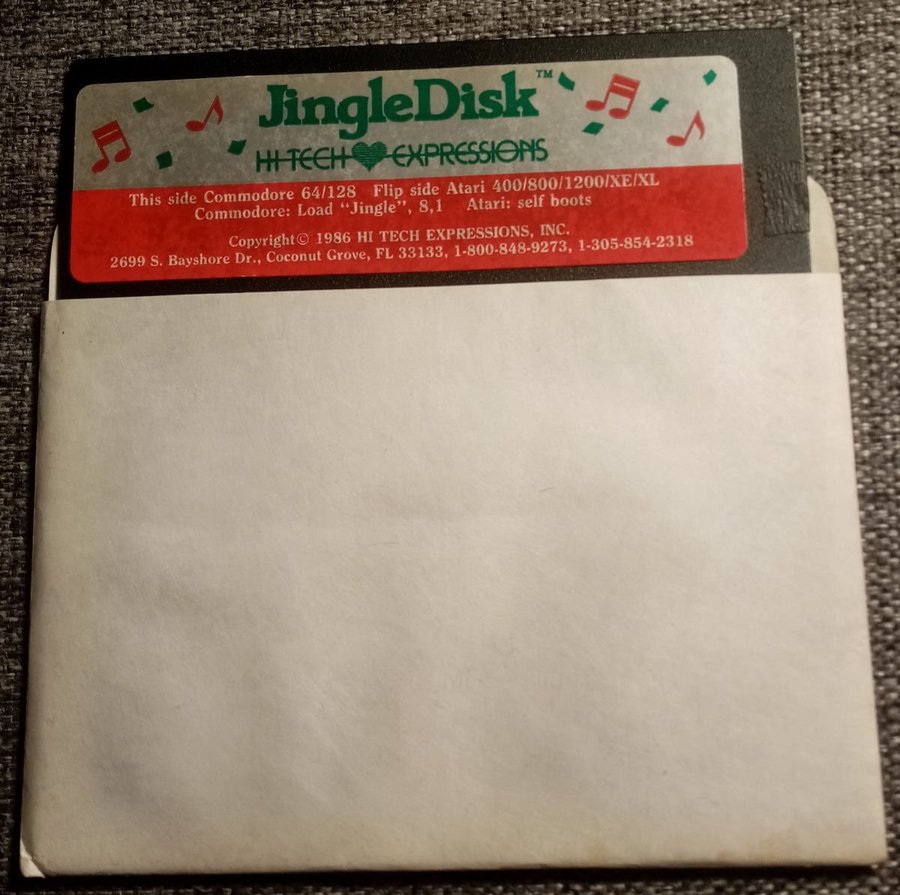 JingleDisk™
HI TECH EXPRESSIONS
This side Commodore 64/128 Flip side Atari 400/800/1200/XE/XL
Commodore: Load “Jingle”, 8,1 Atari: self boots
Copyright© 1986 HI TECH EXPRESSIONS, INC.
2699 S. Bayshore Dr., Coconut Grove, FL 33133, 1-800-848-9273, 1-305-854-2318